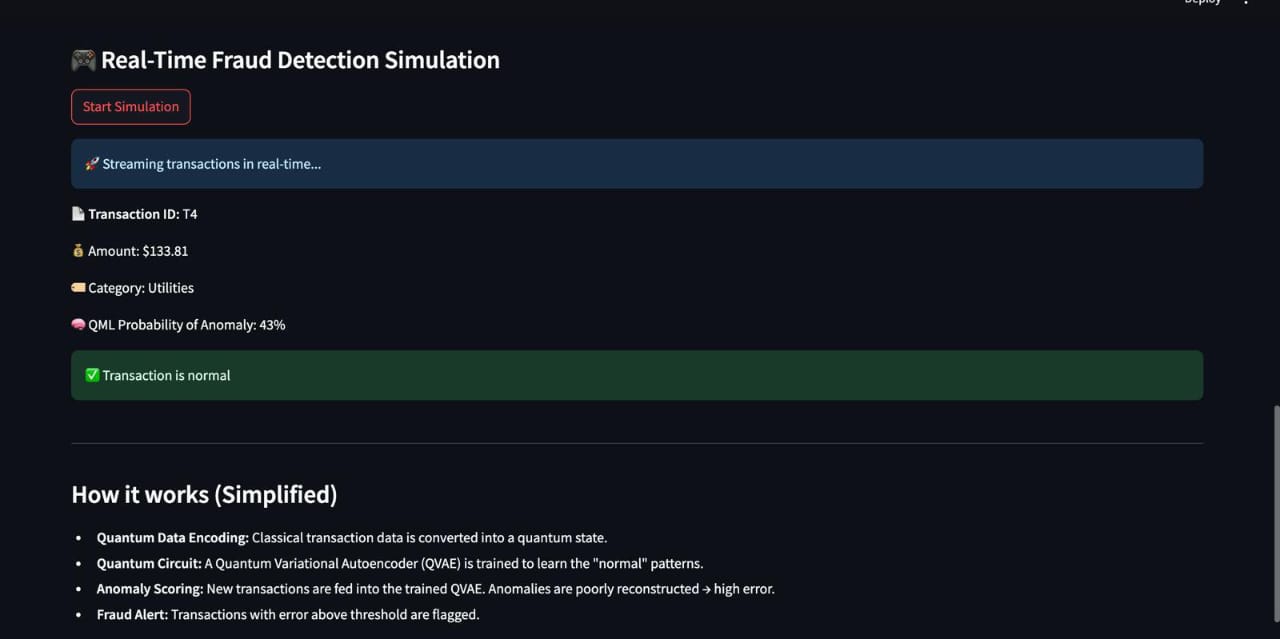 Deploy
🎮 Real-Time Fraud Detection Simulation
Start Simulation
🚀 Streaming transactions in real-time...
📄 Transaction ID: T4
💰 Amount: $133.81
🏷️ Category: Utilities
🧠 QML Probability of Anomaly: 43%
✅ Transaction is normal
How it works (Simplified)
• Quantum Data Encoding: Classical transaction data is converted into a quantum state.
• Quantum Circuit: A Quantum Variational Autoencoder (QVAE) is trained to learn the "normal" patterns.
• Anomaly Scoring: New transactions are fed into the trained QVAE. Anomalies are poorly reconstructed → high error.
• Fraud Alert: Transactions with error above threshold are flagged.